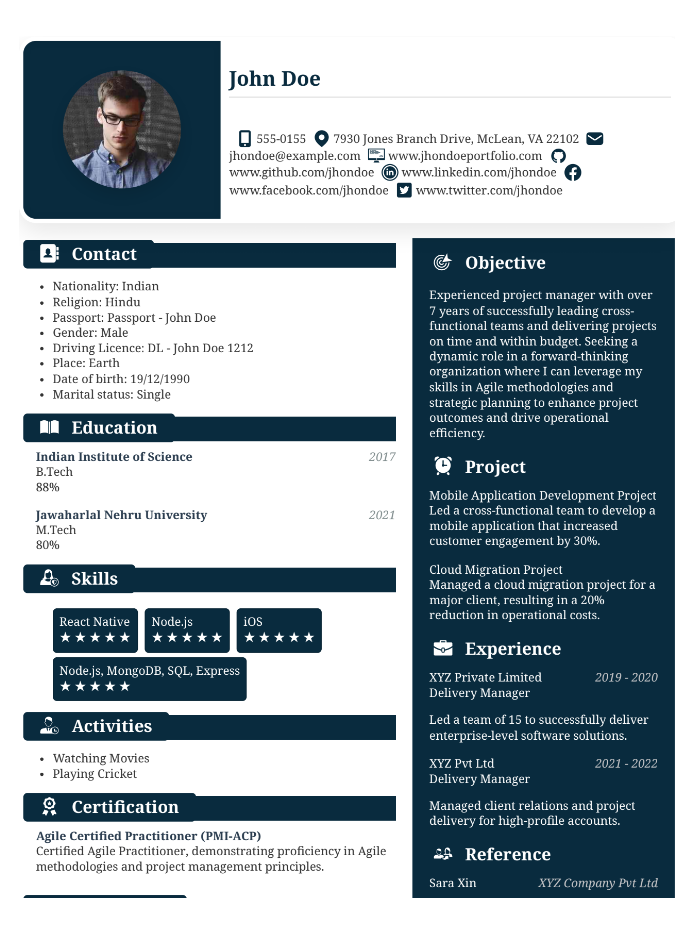 John Doe
555-0155 7930 Jones Branch Drive, McLean, VA 22102
jhondoe@example.com www.jhondoeportfolio.com
www.github.com/jhondoe www.linkedin.com/jhondoe
www.facebook.com/jhondoe www.twitter.com/jhondoe
Contact
• Nationality: Indian
• Religion: Hindu
• Passport: Passport - John Doe
• Gender: Male
• Driving Licence: DL - John Doe 1212
• Place: Earth
• Date of birth: 19/12/1990
• Marital status: Single
Education
Indian Institute of Science 2017
B.Tech
88%
Jawaharlal Nehru University 2021
M.Tech
80%
Skills
React Native Node.js iOS
★★★★★ ★★★★★ ★★★★★
Node.js, MongoDB, SQL, Express
★★★★★
Activities
• Watching Movies
• Playing Cricket
Certification
Agile Certified Practitioner (PMI-ACP)
Certified Agile Practitioner, demonstrating proficiency in Agile
methodologies and project management principles.
Objective
Experienced project manager with over
7 years of successfully leading cross-
functional teams and delivering projects
on time and within budget. Seeking a
dynamic role in a forward-thinking
organization where I can leverage my
skills in Agile methodologies and
strategic planning to enhance project
outcomes and drive operational
efficiency.
Project
Mobile Application Development Project
Led a cross-functional team to develop a
mobile application that increased
customer engagement by 30%.
Cloud Migration Project
Managed a cloud migration project for a
major client, resulting in a 20%
reduction in operational costs.
Experience
XYZ Private Limited 2019 - 2020
Delivery Manager
Led a team of 15 to successfully deliver
enterprise-level software solutions.
XYZ Pvt Ltd 2021 - 2022
Delivery Manager
Managed client relations and project
delivery for high-profile accounts.
Reference
Sara Xin XYZ Company Pvt Ltd